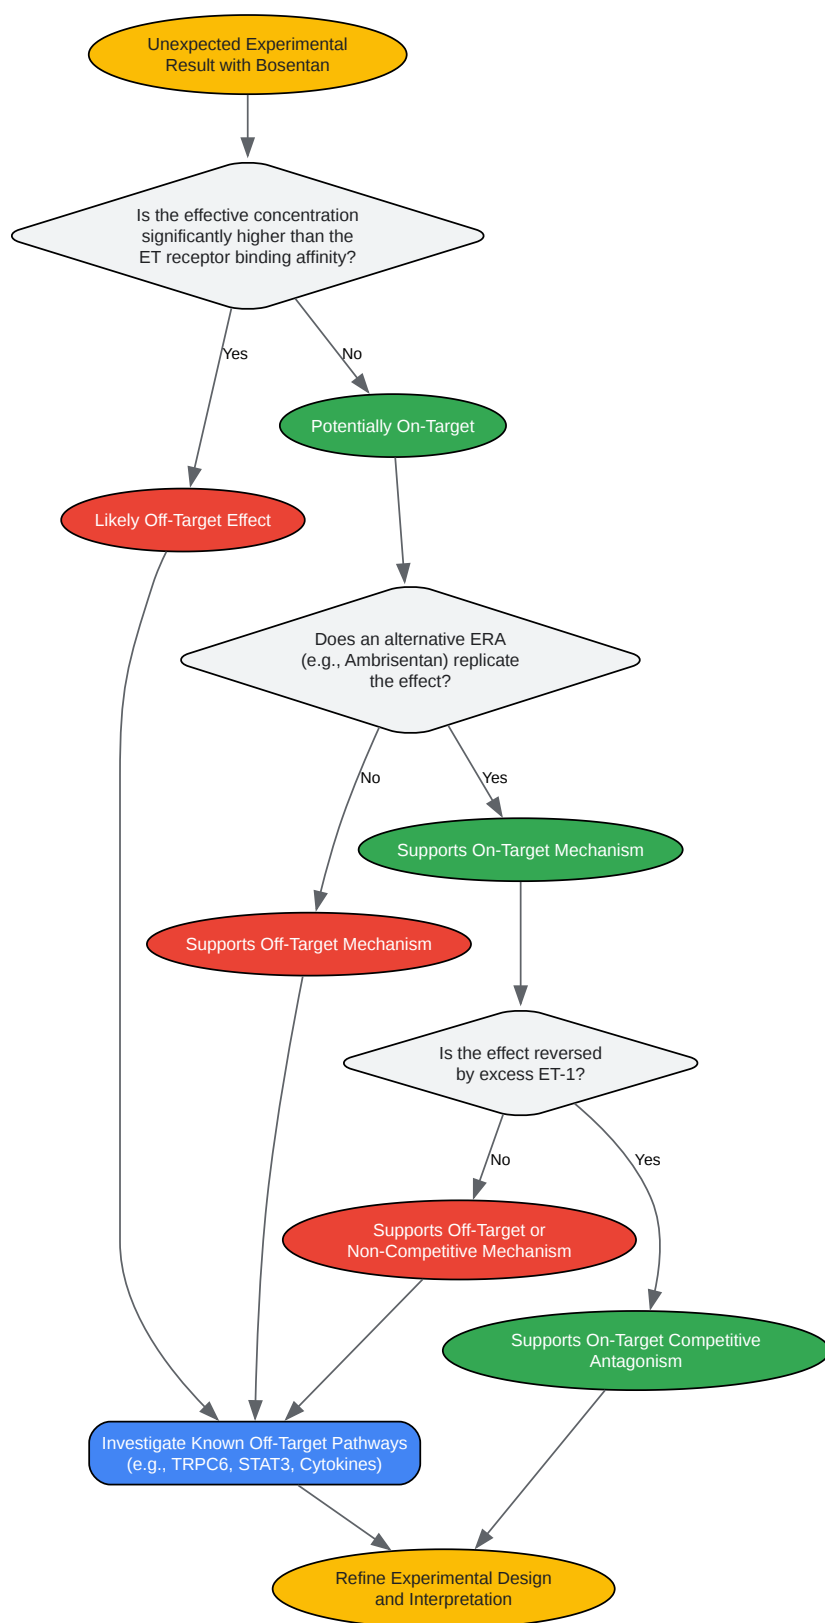 Unexpected Experimental
Result with Bosentan
Is the effective concentration
significantly higher than the
ET receptor binding affinity?
Yes
No
Potentially On-Target
Likely Off-Target Effect
Does an alternative ERA
(e.g., Ambrisentan) replicate
the effect?
No
Yes
Supports On-Target Mechanism
Supports Off-Target Mechanism
Is the effect reversed
by excess ET-1?
No
Yes
Supports Off-Target or
Non-Competitive Mechanism
Supports On-Target Competitive
Antagonism
Investigate Known Off-Target Pathways
(e.g., TRPC6, STAT3, Cytokines)
Refine Experimental Design
and Interpretation